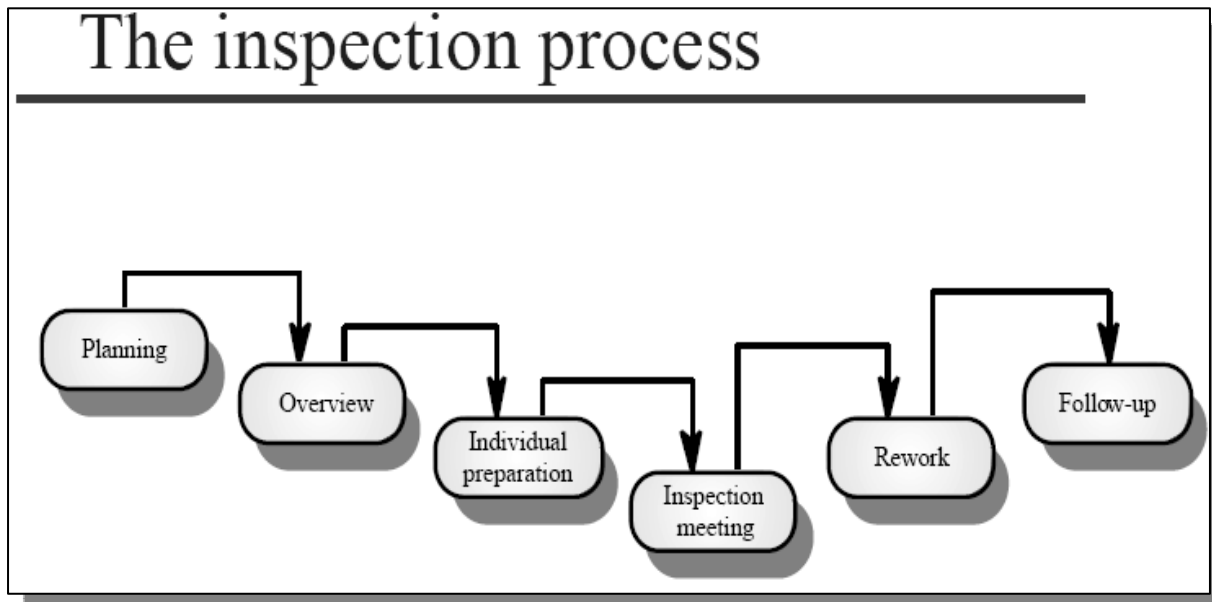 The inspection process
Planning
Overview
Individual
preparation
Inspection
meeting
Rework
Follow-up